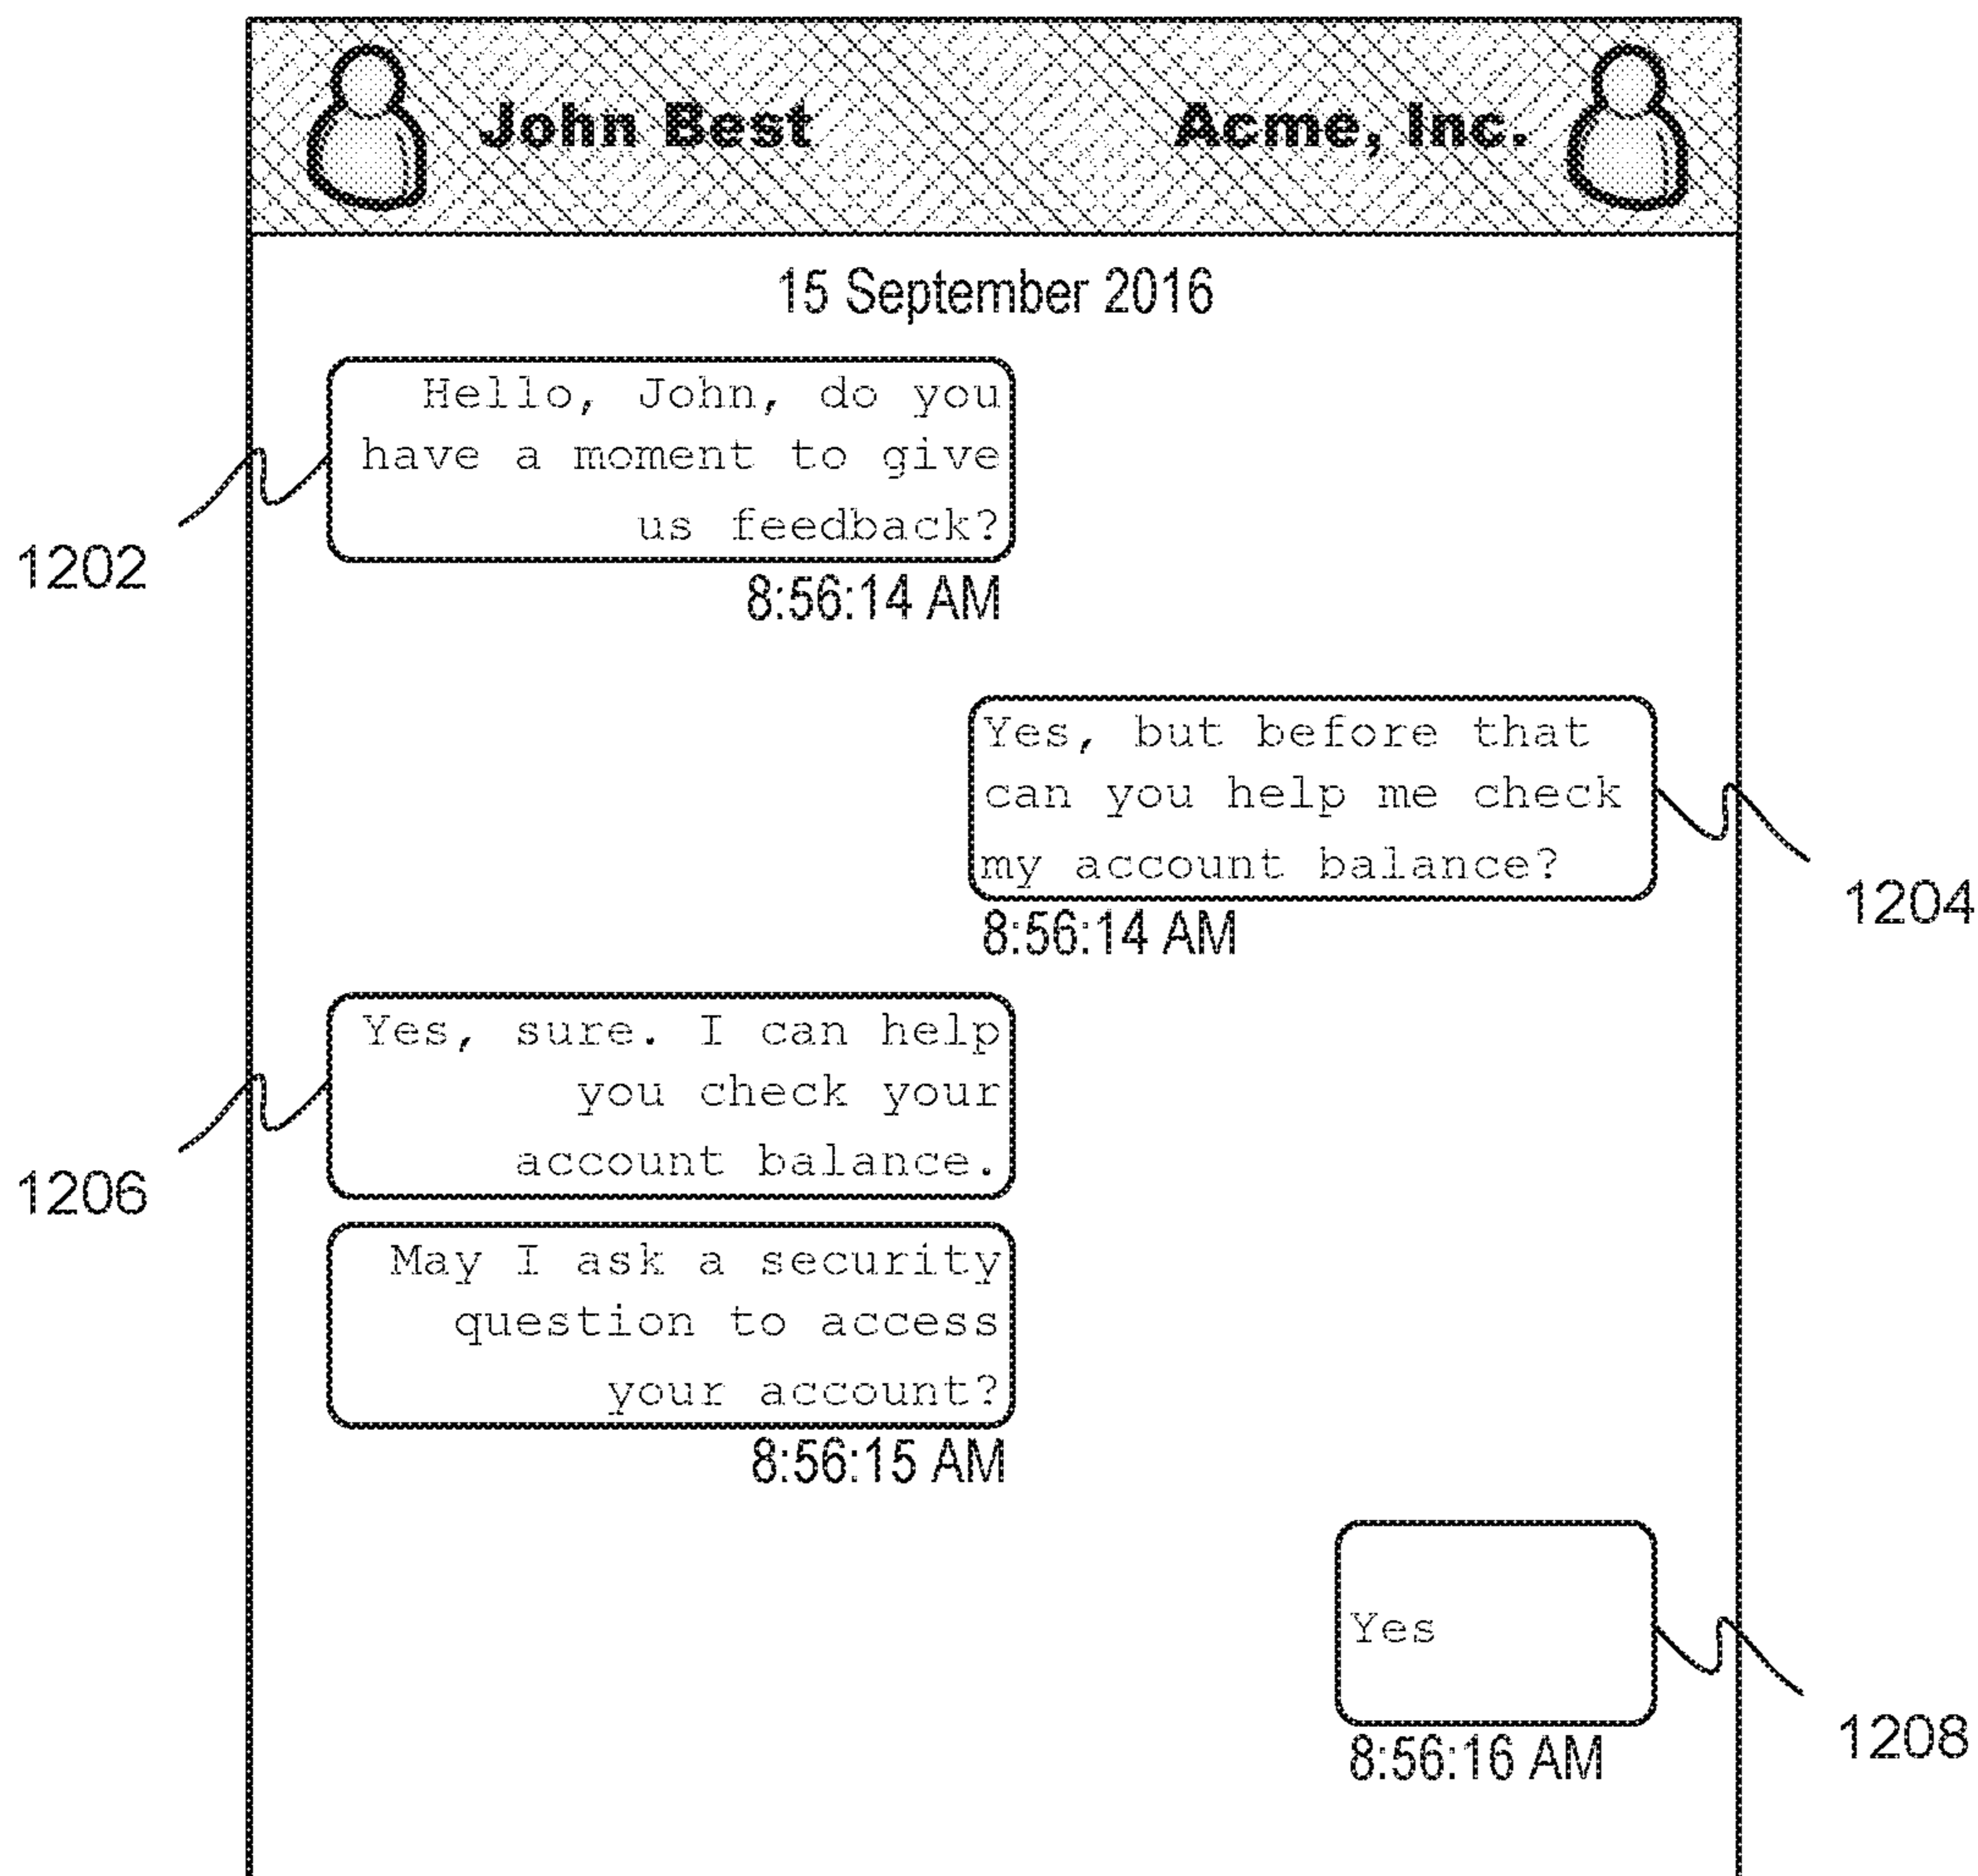 John Best
Acme, Inc.
15 September 2016
Hello, John, do you
have a moment to give
us feedback?
1202
8:56:14 AM
Yes, but before that
can you help me check
my account balance?
1204
8:56:14 AM
Yes, sure. I can help
you check your
account balance.
1206
May I ask a security
question to access
your account?
8:56:15 AM
Yes
1208
8:56:16 AM